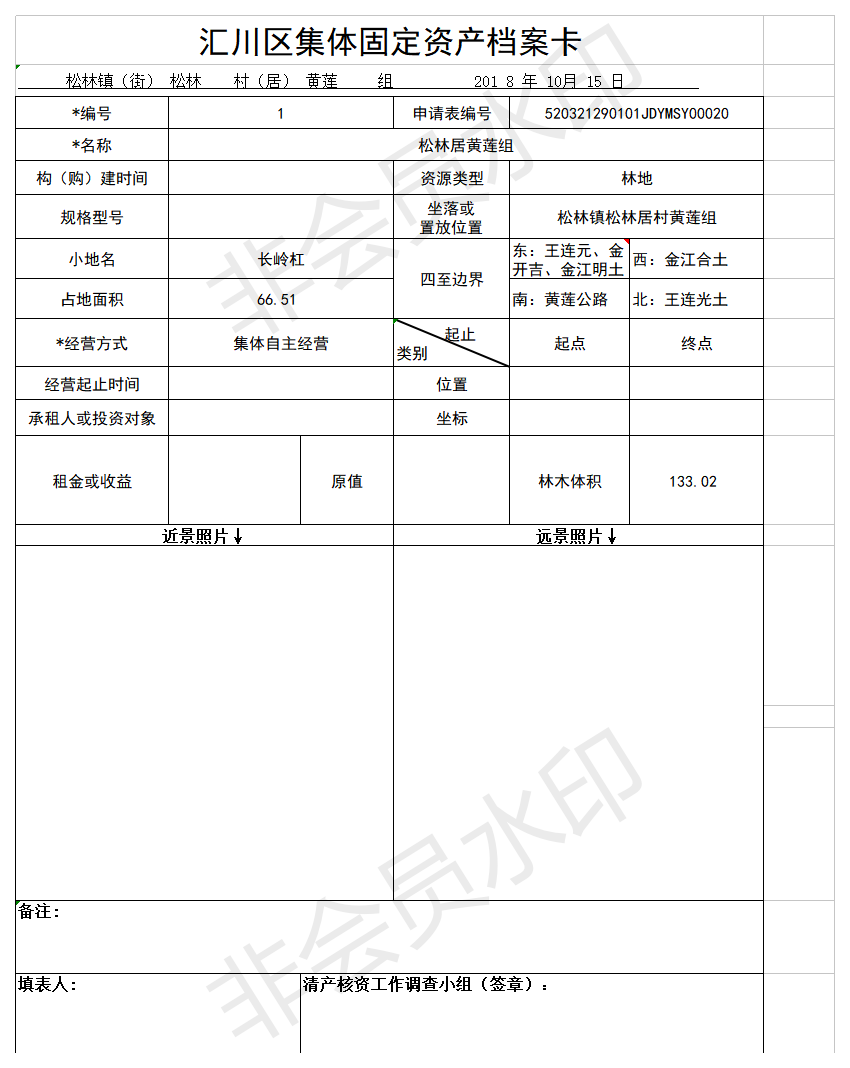 汇川区集体固定资产档案卡
松林镇（街） 松林 村（居） 黄莲 组 2018 年 10月 15 日
*编号 1 申请表编号 520321290101JDYMSY00020
*名称 松林居黄莲组
构（购）建时间 资源类型 林地
规格型号 坐落或
置放位置 松林镇松林居村黄莲组
小地名 长岭杠 四至边界 东：王连元、金
开吉、金江明土 西：金江合土
占地面积 66.51 南：黄莲公路 北：王连光土
*经营方式 集体自主经营 起止
类别 起点 终点
经营起止时间 位置
承租人或投资对象 坐标
租金或收益 原值 林木体积 133.02
近景照片↓ 远景照片↓
备注:
填表人: 清产核资工作调查小组（签章）:
非会员水印
非会员水印